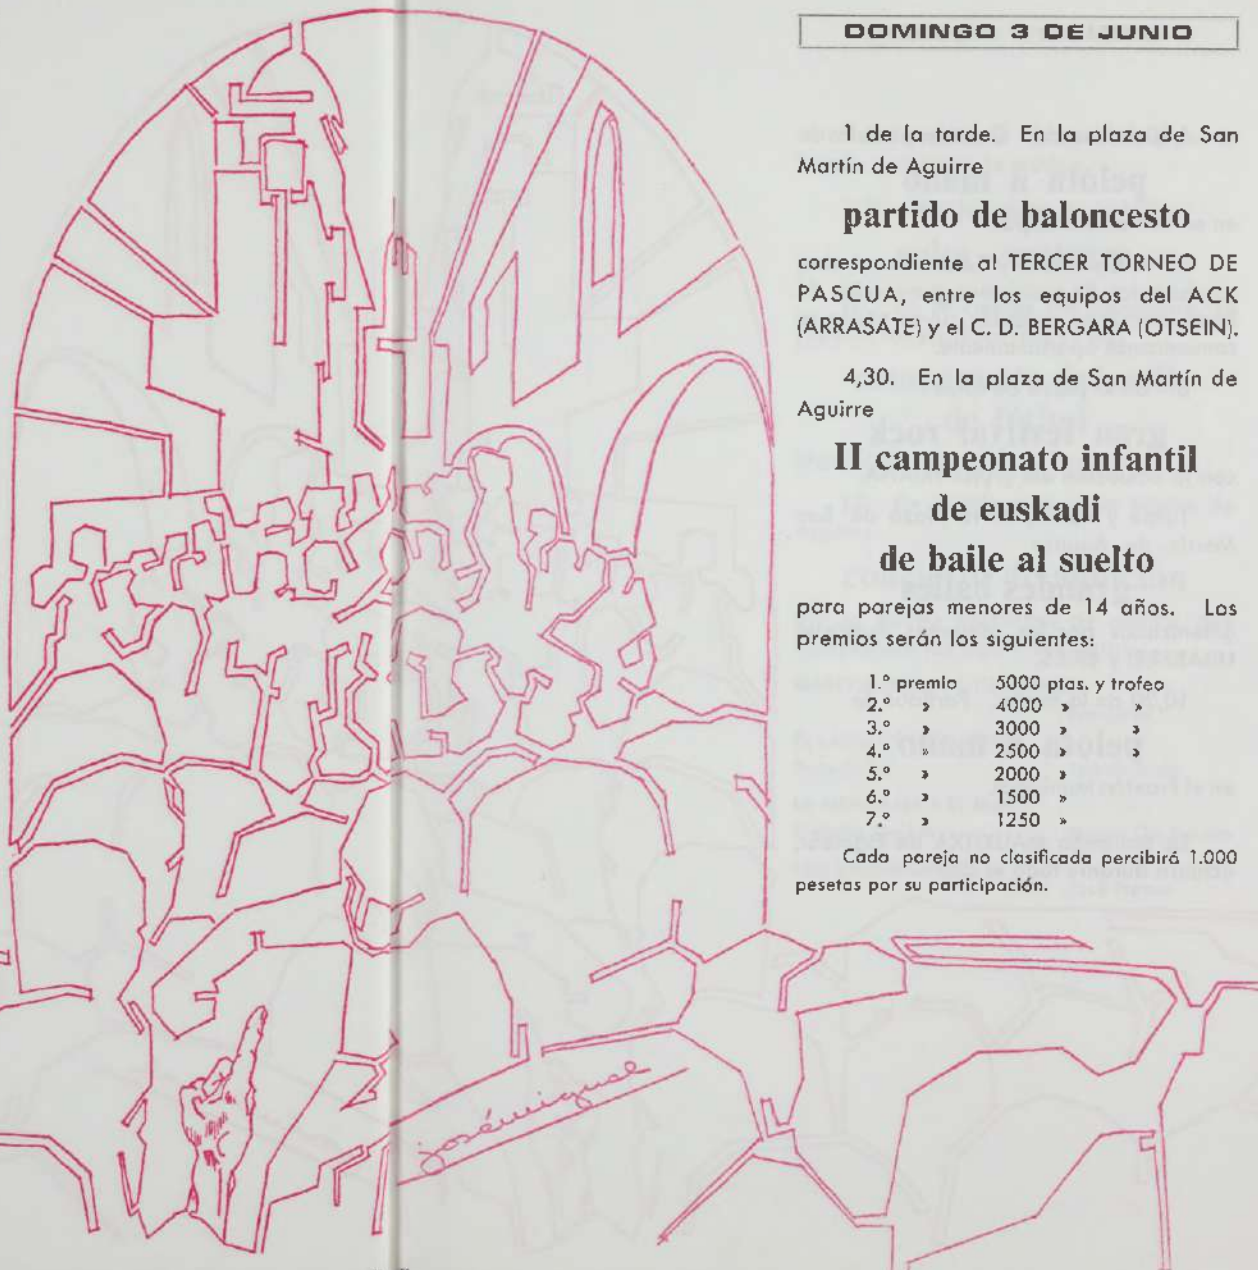 DOMINGO 3 DE JUNIO
1 de la tarde. En la plaza de San
Martín de Aguirre
partido de baloncesto
correspondiente al TERCER TORNEO DE
PASCUA, entre los equipos del ACK
(ARRASATE) y el C. D. BERGARA (OTSEIN).
4,30. En la plaza de San Martín de
Aguirre
II campeonato infantil
de euskadi
de baile al suelto
para parejas menores de 14 años. Los
premios serán los siguientes:
1.º premio 5000 ptas. y trofeo
2.º » 4000 » »
3.º » 3000 » »
4.º » 2500 » »
5.º » 2000 »
6.º » 1500 »
7.º » 1250 »
Cada pareja no clasificada percibirá 1.000
pesetas por su participación.
josémiguel